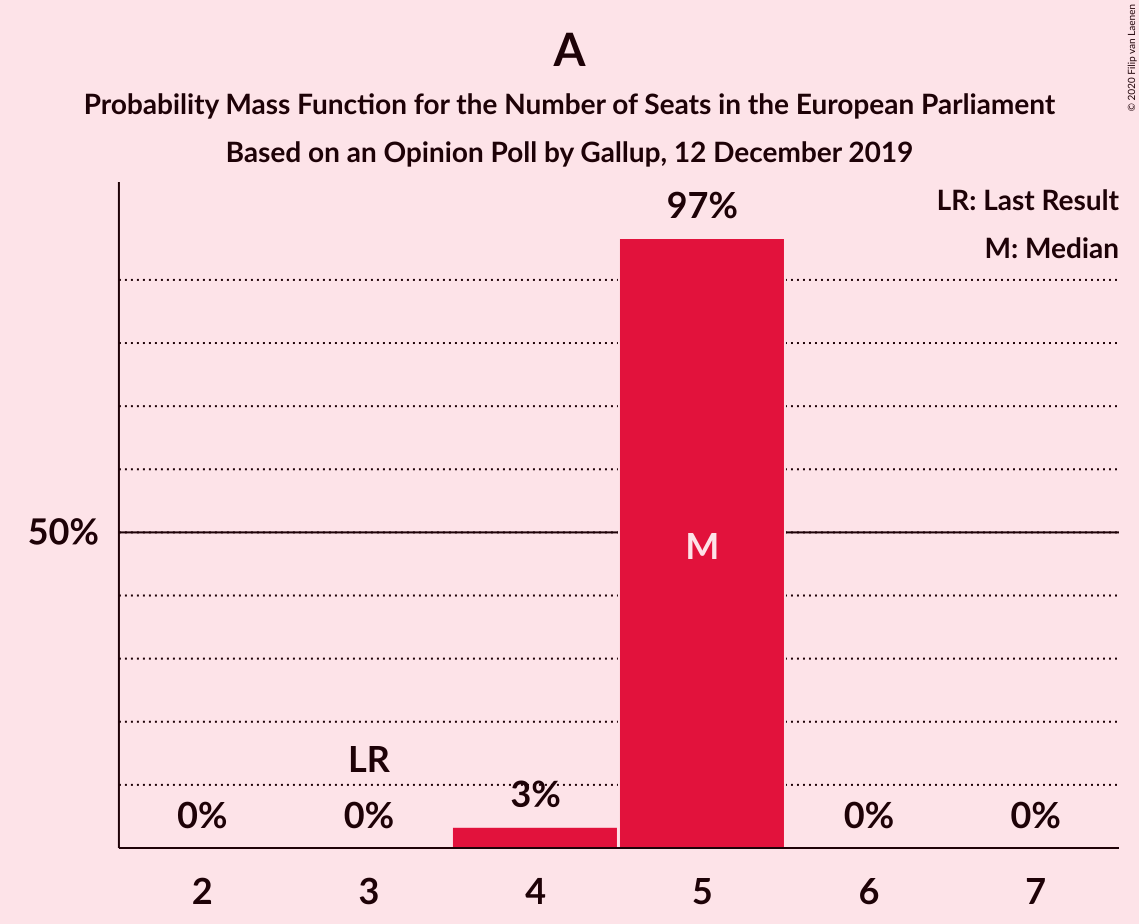 A
Probability Mass Function for the Number of Seats in the European Parliament
Based on an Opinion Poll by Gallup, 12 December 2019
© 2020 Filip van Laenen
LR: Last Result
M: Median
97%
50%
M
LR
0%
0%
3%
0%
0%
2
3
4
5
6
7